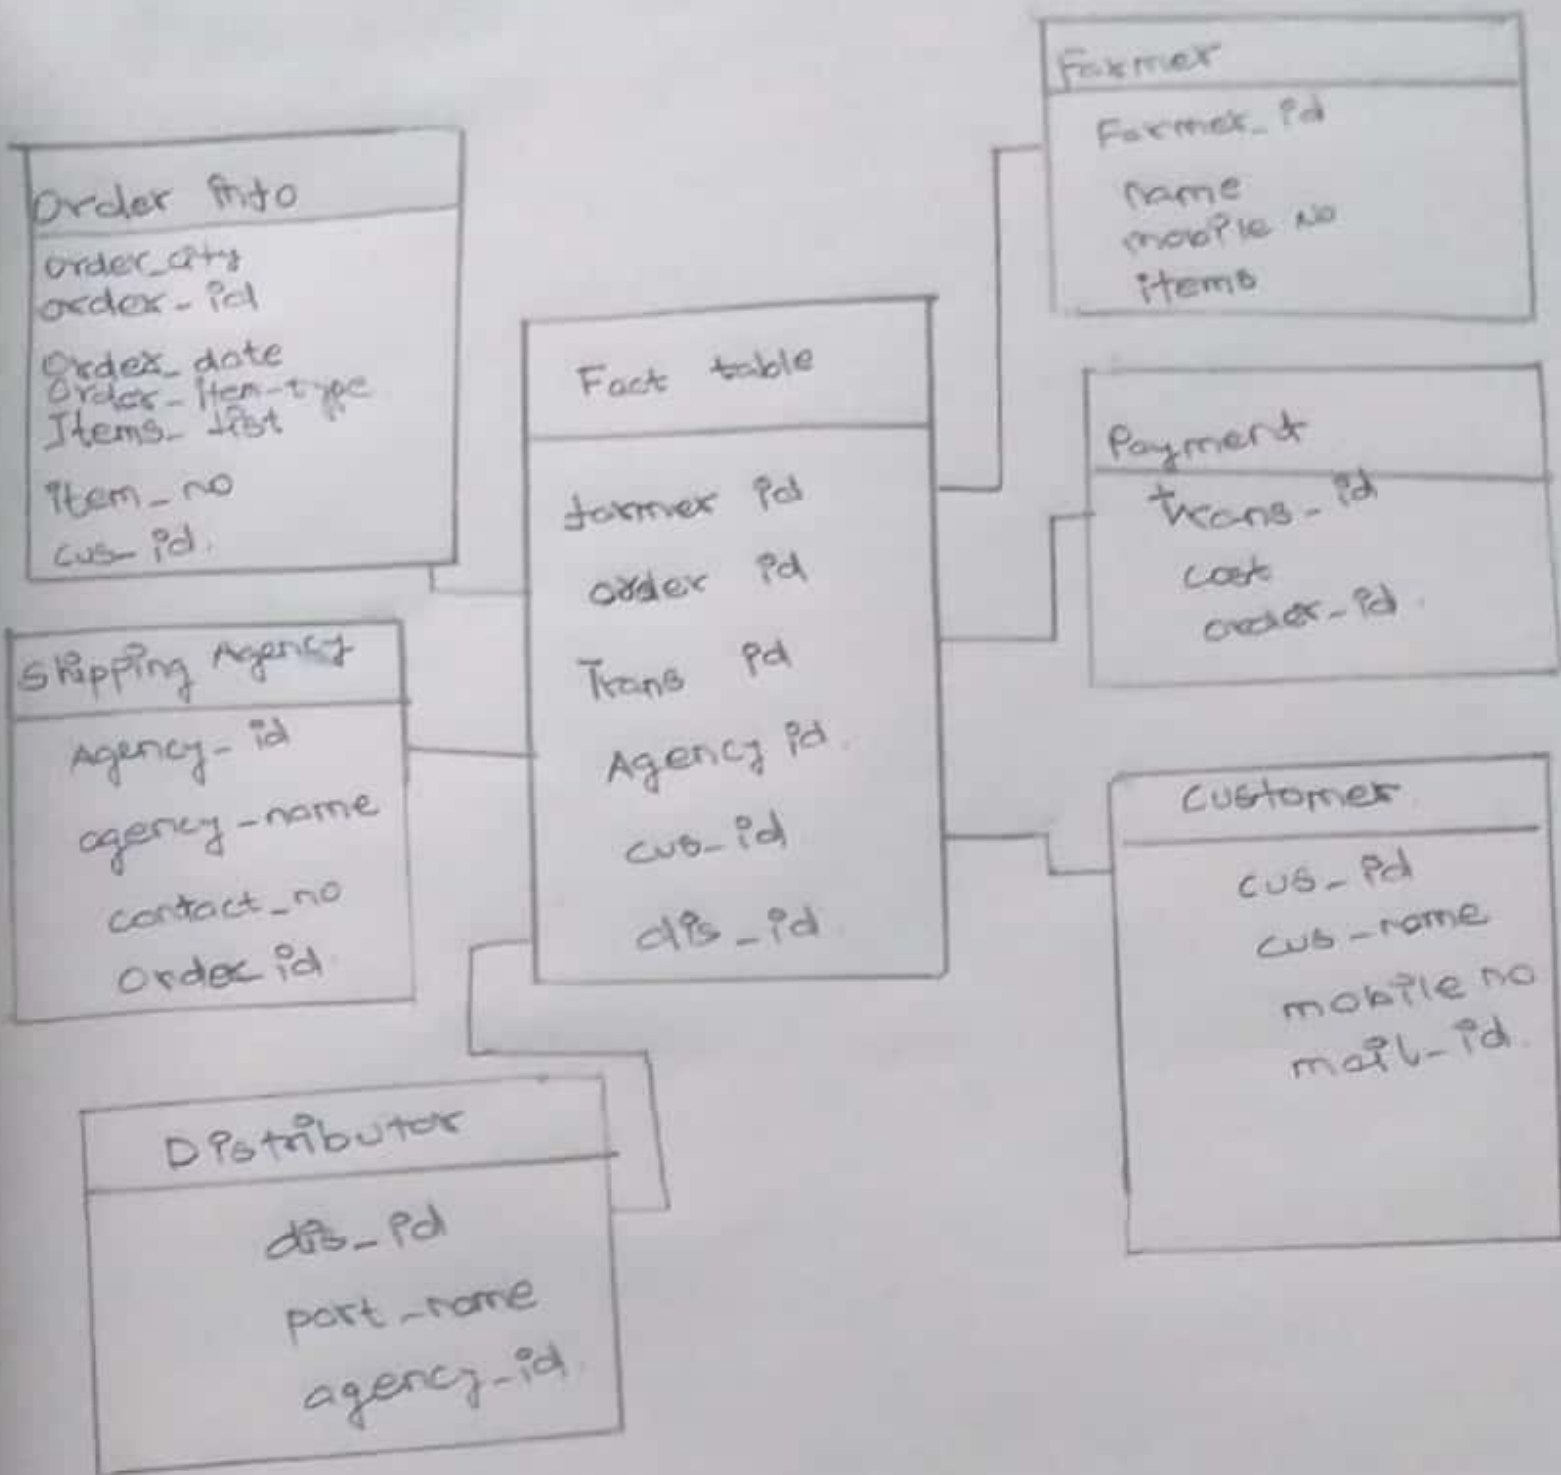 Order info
order_qty
order_id
Order_date
Order_item-type
Items_list
item_no
cus_id.
Shipping Agency
Agency_id
agency_name
contact_no
Order id
Distributor
dis_id
port_name
agency_id
Fact table
farmer id
order id
Trans id
Agency id.
cus_id
dis_id
Farmer
Farmer_id
name
mobile No
items
Payment
trans_id
cost
order_id.
Customer
cus_id
cus_name
mobile no
mail_id.